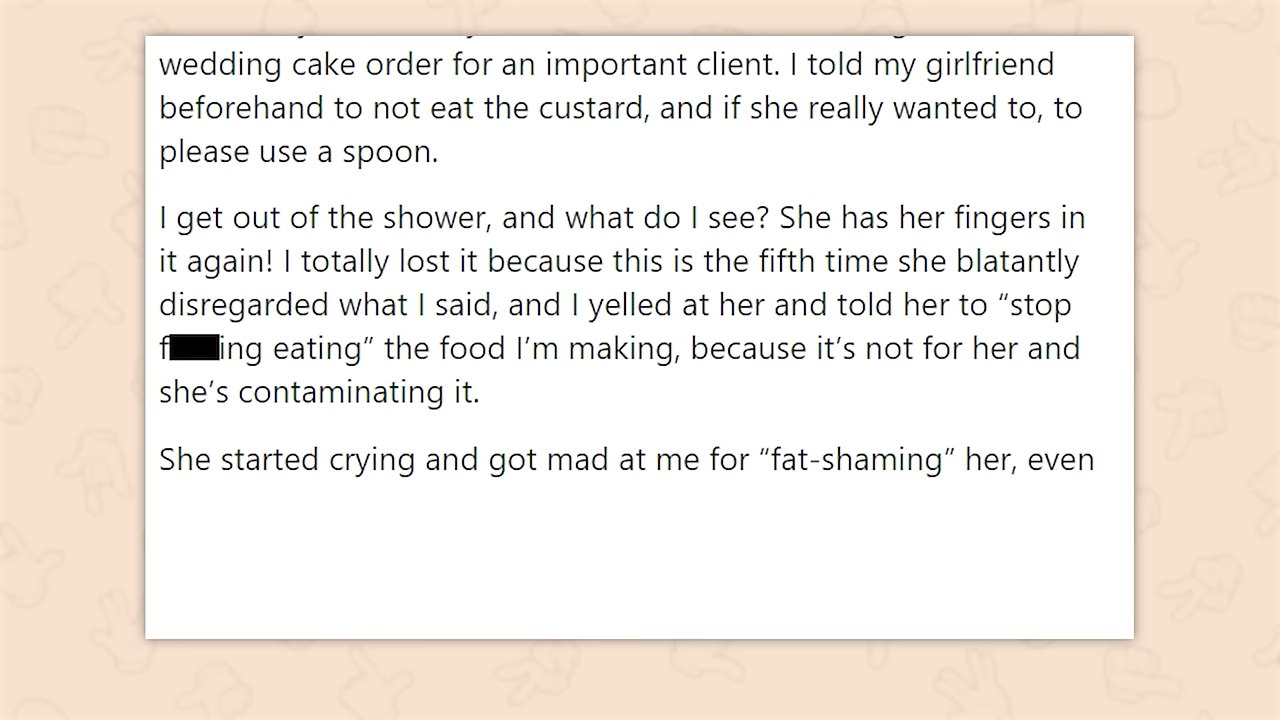 wedding cake order for an important client. I told my girlfriend
beforehand to not eat the custard, and if she really wanted to, to
please use a spoon.
I get out of the shower, and what do I see? She has her fingers in
it again! I totally lost it because this is the fifth time she blatantly
disregarded what I said, and I yelled at her and told her to “stop
f ing eating” the food I’m making, because it’s not for her and
she’s contaminating it.
She started crying and got mad at me for “fat-shaming” her, even